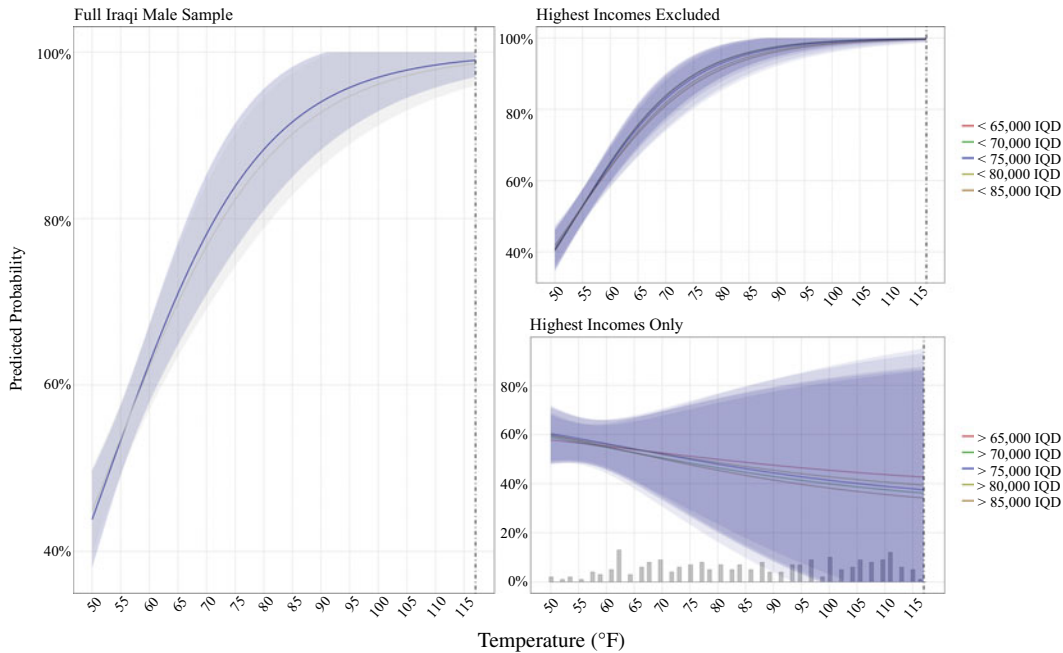 Full Iraqi Male Sample
100%
80%
60%
40%
50 55 60 65 70 75 80 85 90 95 100 105 110 115
Predicted Probability
Highest Incomes Excluded
100%
80%
60%
40%
50 55 60 65 70 75 80 85 90 95 100 105 110 115
< 65,000 IQD
< 70,000 IQD
< 75,000 IQD
< 80,000 IQD
< 85,000 IQD
Highest Incomes Only
80%
60%
40%
20%
0%
50 55 60 65 70 75 80 85 90 95 100 105 110 115
> 65,000 IQD
> 70,000 IQD
> 75,000 IQD
> 80,000 IQD
> 85,000 IQD
Temperature (°F)